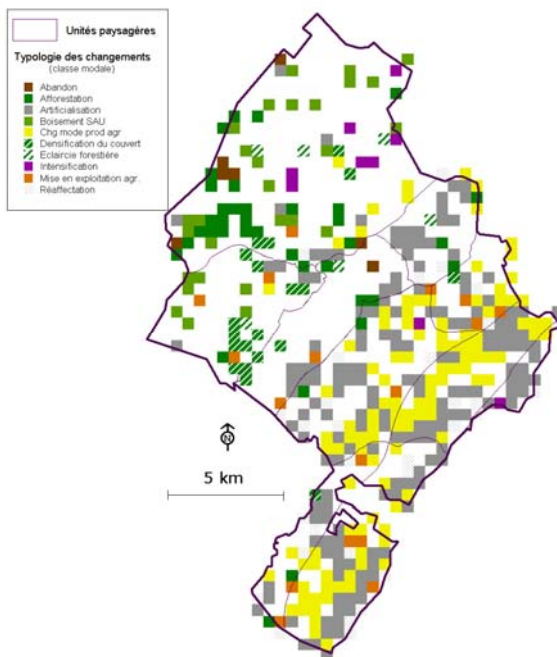 Unités paysagères
Typologie des changements
(classe modale)
Abandon
Afforestation
Artificialisation
Boisement SAU
Chg mode prod agr
Densification du couvert
Eclaircie forestière
Intensification
Mise en exploitation agr.
Réaffectation
N
5 km